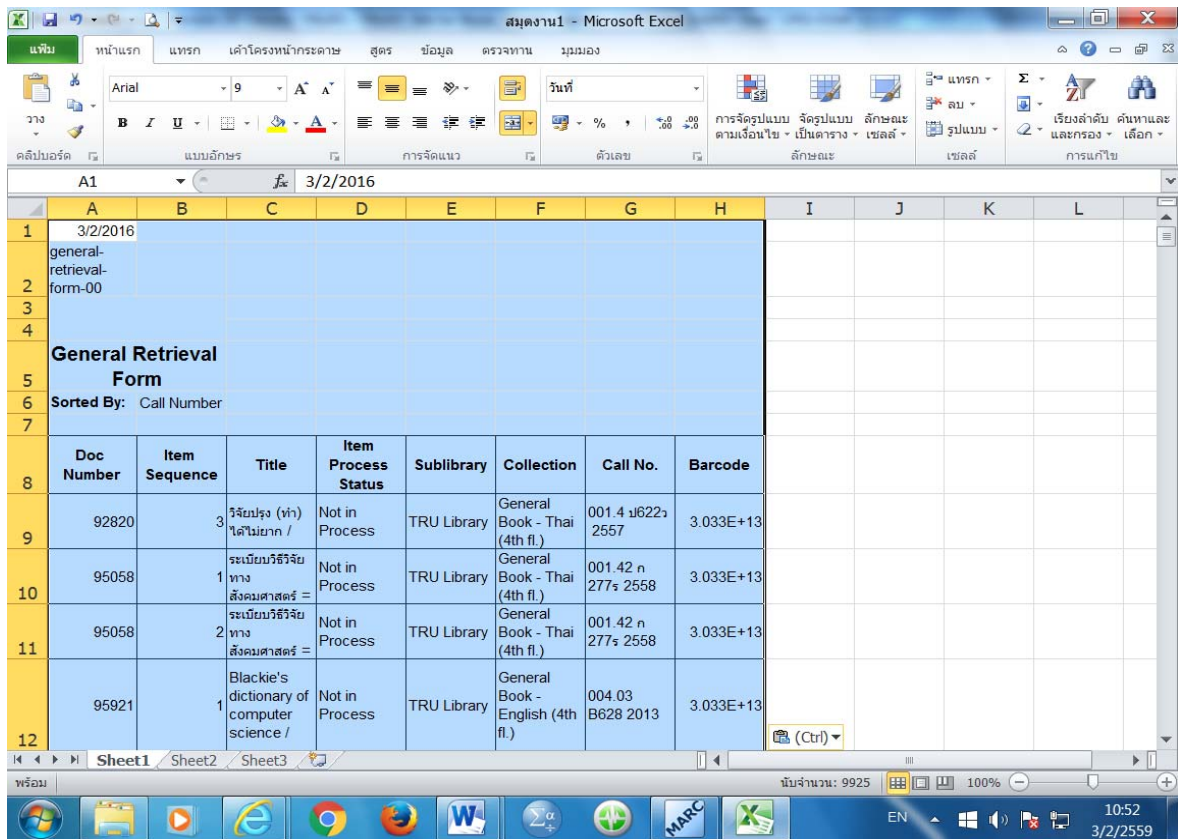 สมุดงาน1 - Microsoft Excel
แฟ้ม หน้าแรก แทรก เค้าโครงหน้ากระดาษ สูตร ข้อมูล ตรวจทาน มุมมอง
วาง
Arial 9
B I U
วันที่
% ,
การจัดรูปแบบ
ตามเงื่อนไข
จัดรูปแบบ
เป็นตาราง
ลักษณะ
เซลล์
แทรก
ลบ
รูปแบบ
Σ
เรียงลำดับ
และกรอง
ค้นหาและ
เลือก
คลิปบอร์ด แบบอักษร การจัดแนว ตัวเลข ลักษณะ เซลล์ การแก้ไข
A1 fx 3/2/2016
A B C D E F G H I J K L
1 3/2/2016
2 general-
retrieval-
form-00
3
4
5 General Retrieval
Form
6 Sorted By: Call Number
7
8 Doc
Number
Item
Sequence
Title
Item
Process
Status
Sublibrary
Collection
Call No.
Barcode
9 92820 3
วิจัยปรุง (ทำ)
ได้ไม่ยาก /
Not in
Process
TRU Library
General
Book - Thai
(4th fl.)
001.4 ป622ว
2557
3.033E+13
10 95058 1
ระเบียบวิธีวิจัย
ทาง
สังคมศาสตร์ =
Not in
Process
TRU Library
General
Book - Thai
(4th fl.)
001.42 ก
277ร 2558
3.033E+13
11 95058 2
ระเบียบวิธีวิจัย
ทาง
สังคมศาสตร์ =
Not in
Process
TRU Library
General
Book - Thai
(4th fl.)
001.42 ก
277ร 2558
3.033E+13
12 95921 1
Blackie's
dictionary of
computer
science /
Not in
Process
TRU Library
General
Book -
English (4th
fl.)
004.03
B628 2013
3.033E+13
(Ctrl)
Sheet1 Sheet2 Sheet3
พร้อม นับจำนวน: 9925 100%
MARC
EN 10:52
3/2/2559